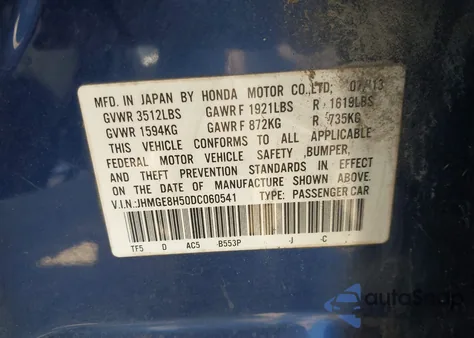 MFD. IN JAPAN BY HONDA MOTOR CO.,LTD; 07/13
GVWR 3512LBS GAWR F 1921LBS R 1619LBS
GVWR 1594KG GAWR F 872KG R 735KG
THIS VEHICLE CONFORMS TO ALL APPLICABLE
FEDERAL MOTOR VEHICLE SAFETY ,BUMPER,
AND THEFT PREVENTION STANDARDS IN EFFECT
ON THE DATE OF MANUFACTURE SHOWN ABOVE.
V.I.N.:JHMGE8H50DC060541 TYPE: PASSENGER CAR
TF5 D AC5 B553P -J -C
autoSnap